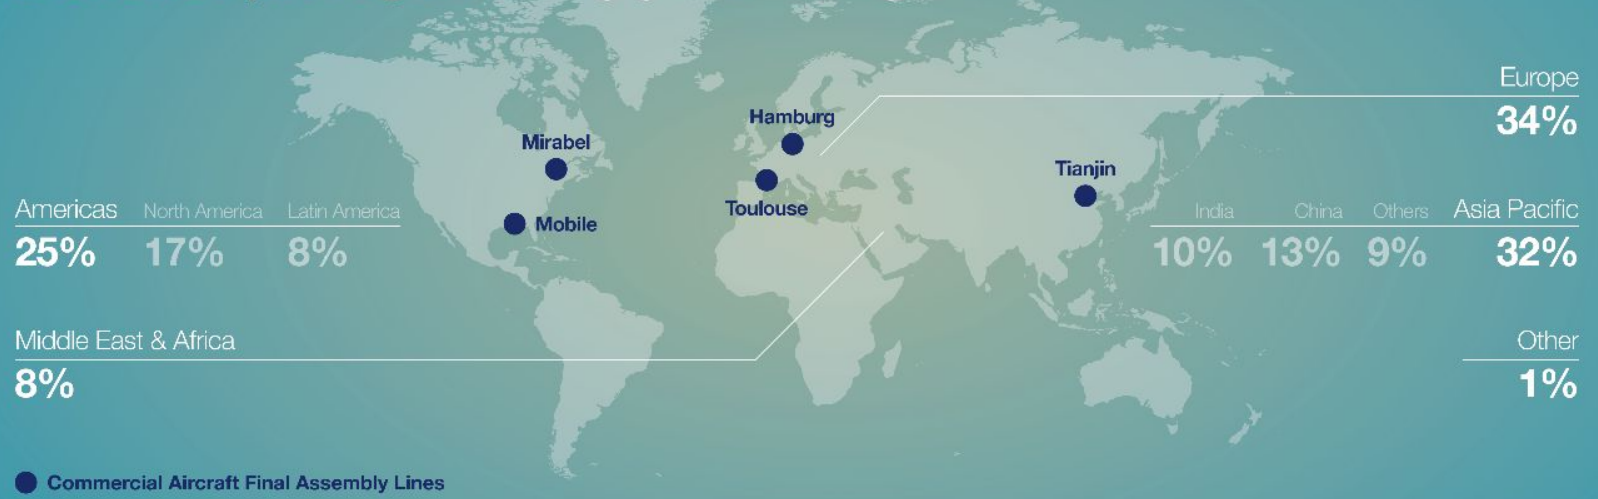 Europe
34%
Hamburg
Mirabel
Tianjin
Toulouse
Mobile
Americas North America Latin America
25% 17% 8%
India China Others Asia Pacific
10% 13% 9% 32%
Middle East & Africa
8%
Other
1%
Commercial Aircraft Final Assembly Lines